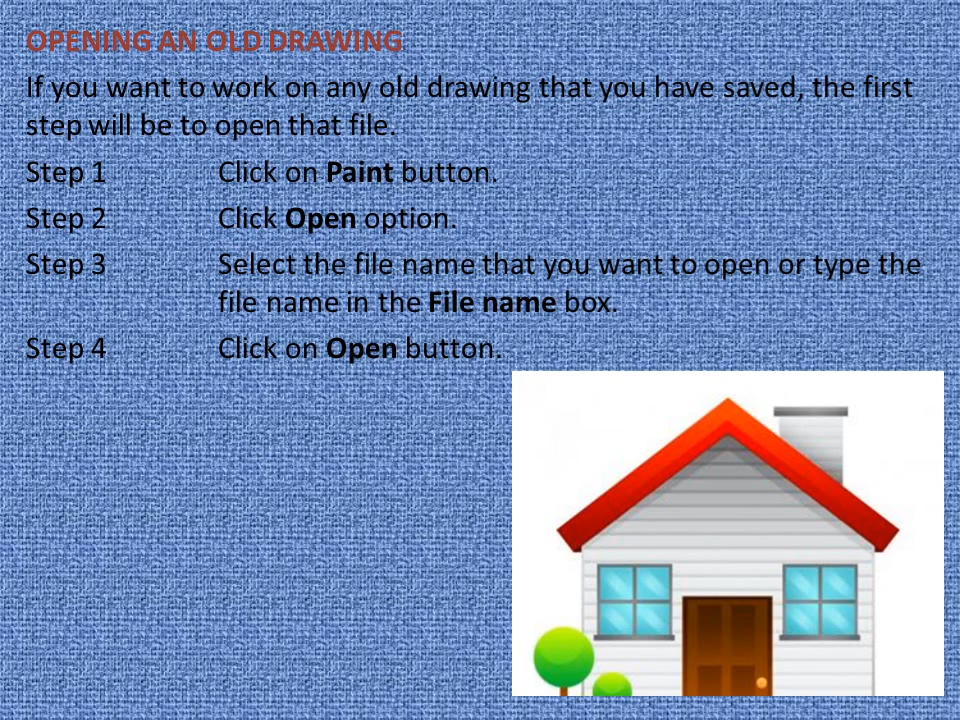 OPENING AN OLD DRAWING
If you want to work on any old drawing that you have saved, the first
step will be to open that file.
Step 1 Click on Paint button.
Step 2 Click Open option.
Step 3 Select the file name that you want to open or type the
file name in the File name box.
Step 4 Click on Open button.